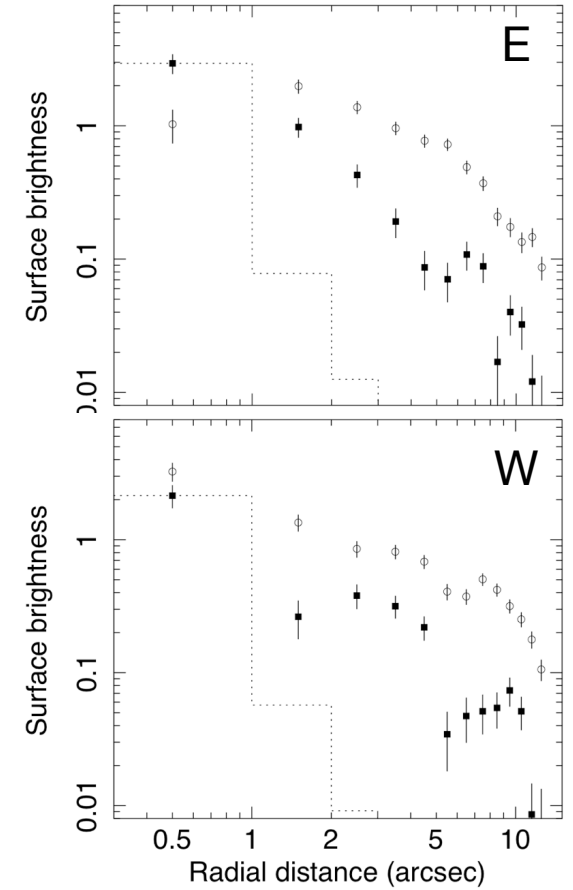 E
Surface brightness
1
0.1
0.01
W
Surface brightness
1
0.1
0.01
0.5 1 2 5 10
Radial distance (arcsec)